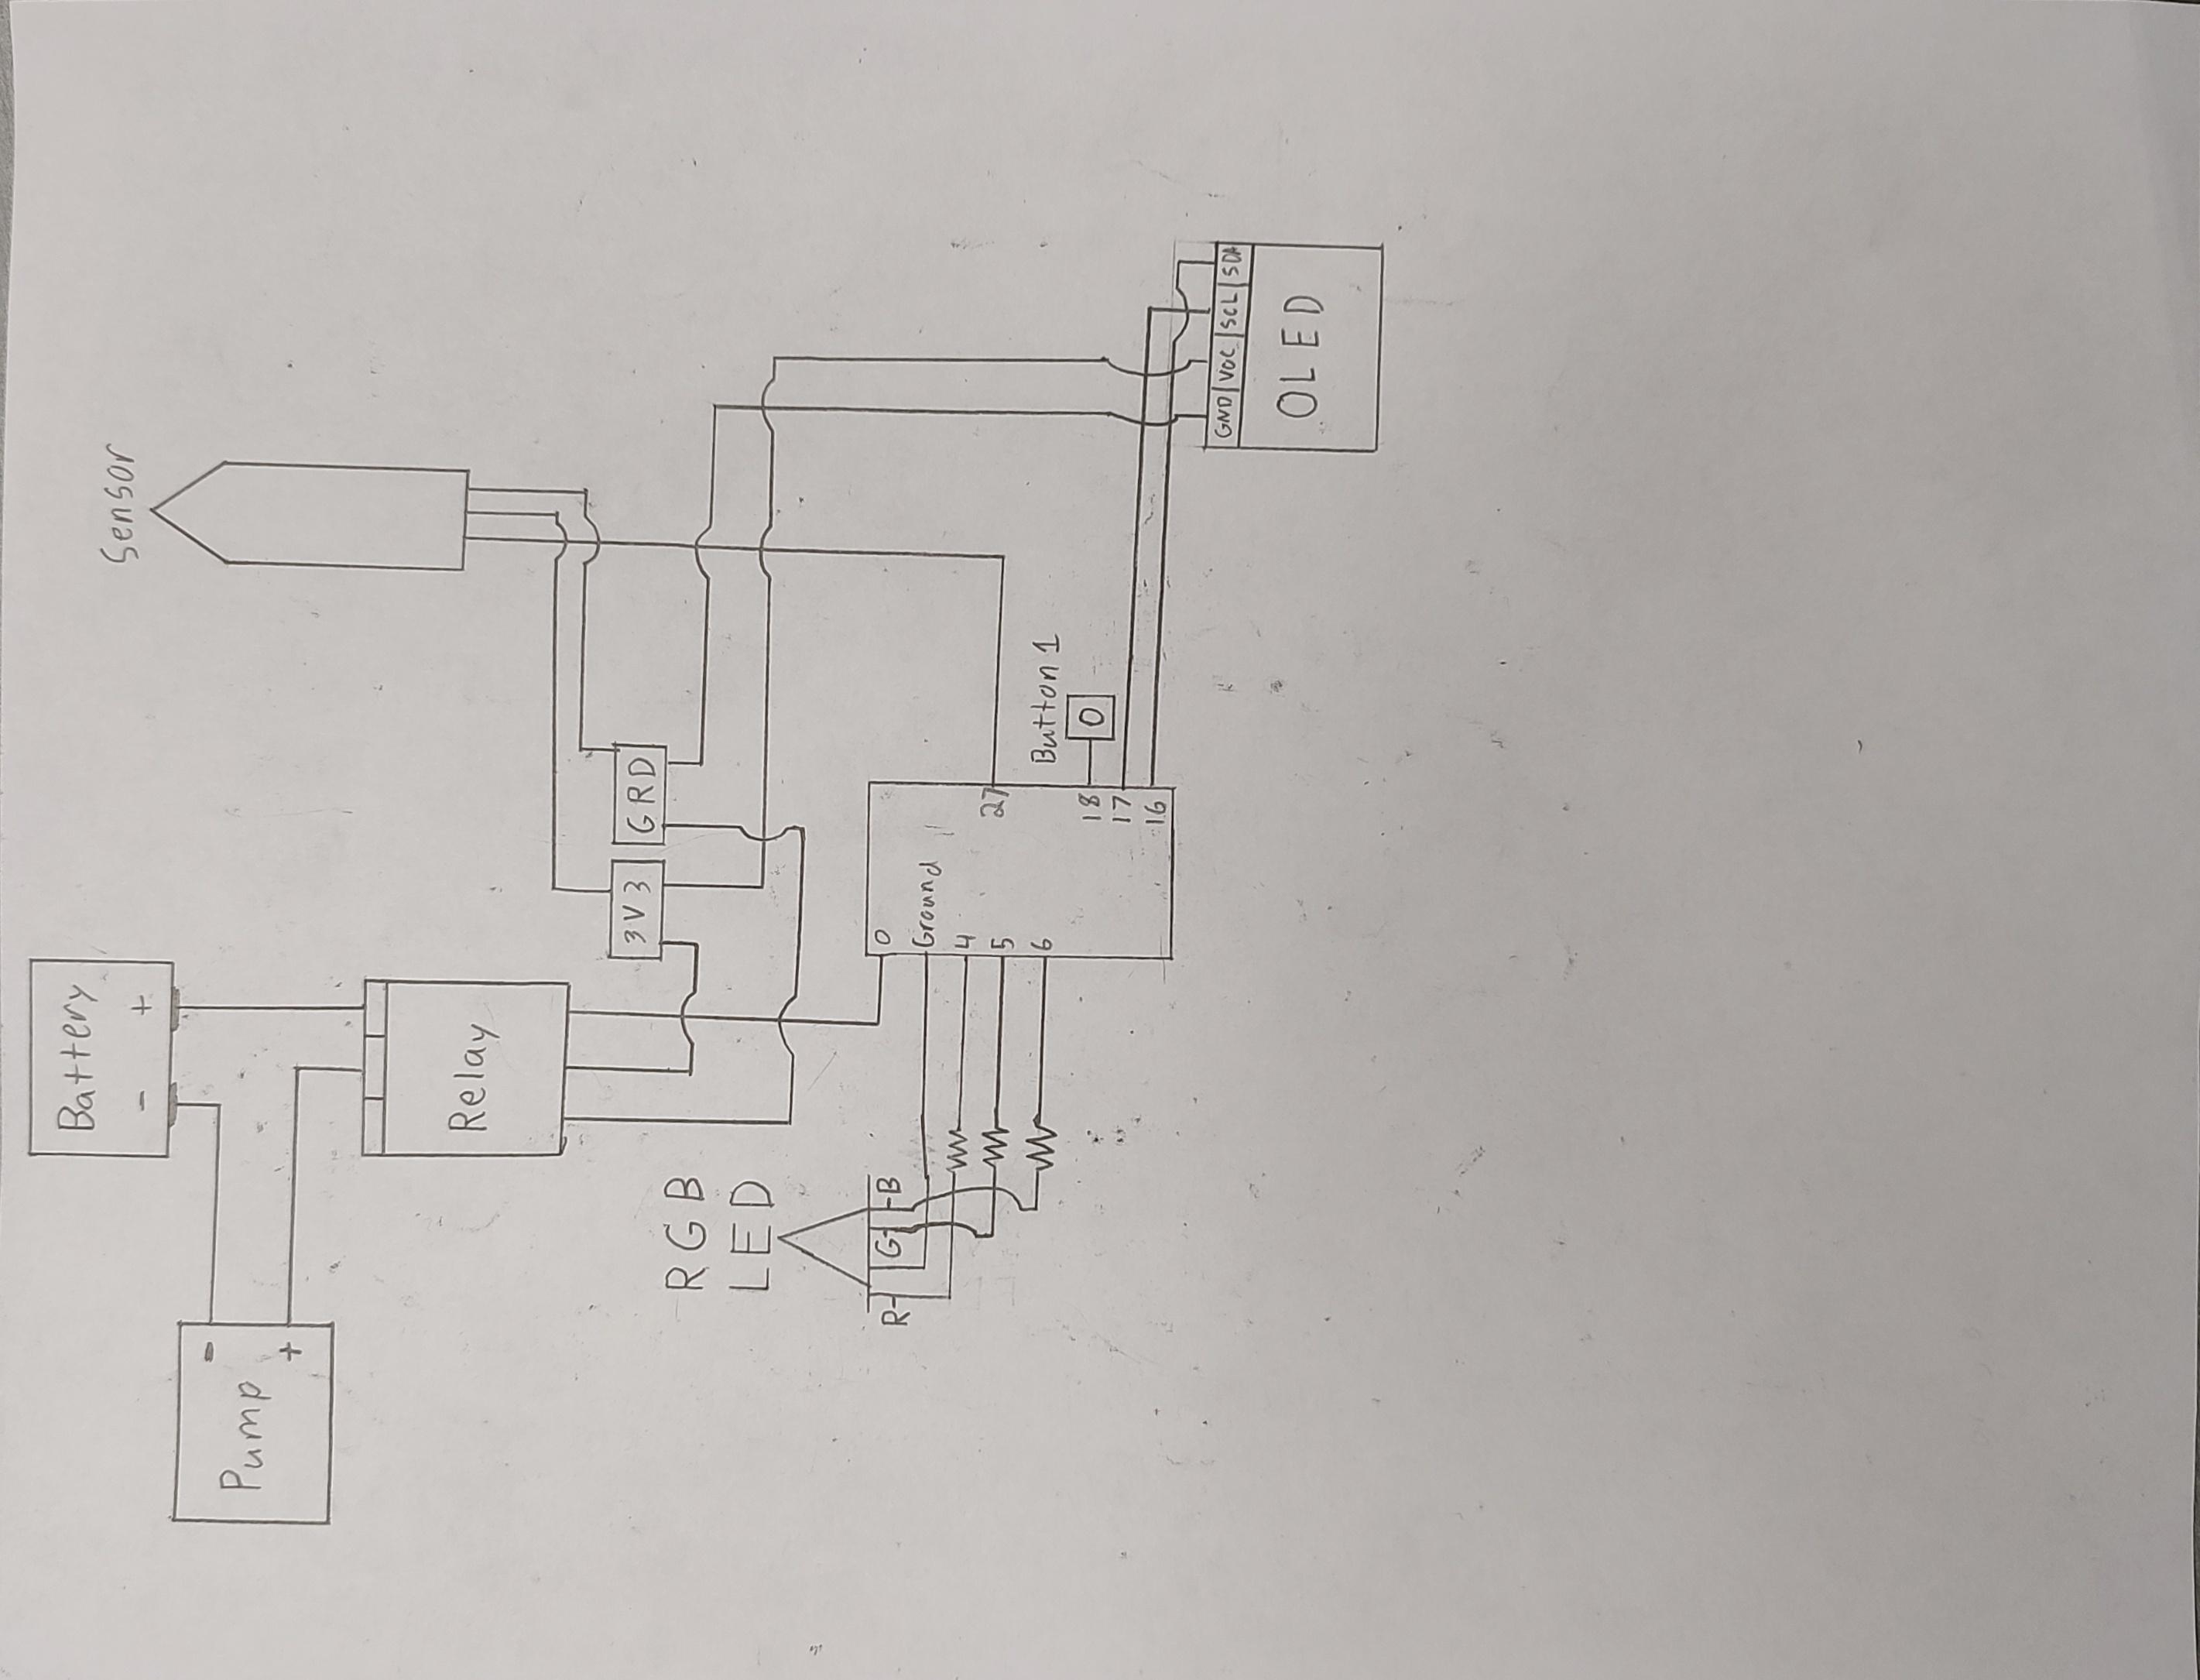 Battery
- +
Sensor
-
Pump
+
Relay
3V3
GRD
RGB
LED
R
G
B
0
Ground
4
5
6
27
Button 1
18
0
17
16
GND VOC SCL SDA
OLED